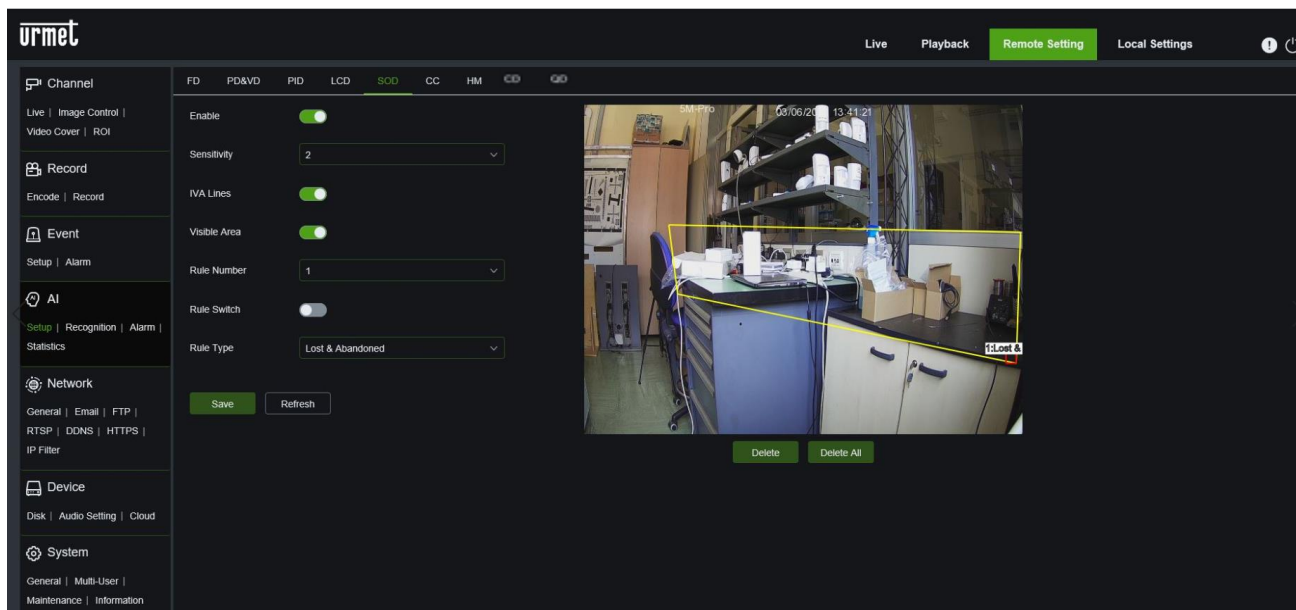 urmet
Live Playback Remote Setting Local Settings
Channel
Live | Image Control |
Video Cover | ROI
Record
Encode | Record
Event
Setup | Alarm
AI
Setup | Recognition | Alarm |
Statistics
Network
General | Email | FTP |
RTSP | DDNS | HTTPS |
IP Filter
Device
Disk | Audio Setting | Cloud
System
General | Multi-User |
Maintenance | Information
FD PD&VD PID LCD SOD CC HM CD QD
Enable
Sensitivity 2
IVA Lines
Visible Area
Rule Number 1
Rule Switch
Rule Type Lost & Abandoned
Save Refresh
5M-Pro 13:41:21
1:Lost &
Delete Delete All